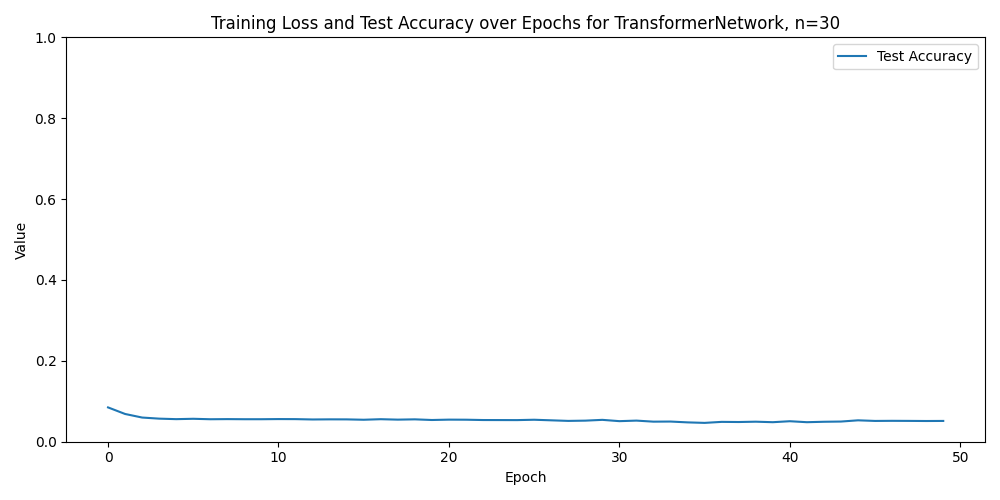 Training Loss and Test Accuracy over Epochs for TransformerNetwork, n=30
Test Accuracy
1.0
0.8
0.6
0.4
0.2
0.0
Value
0 10 20 30 40 50
Epoch